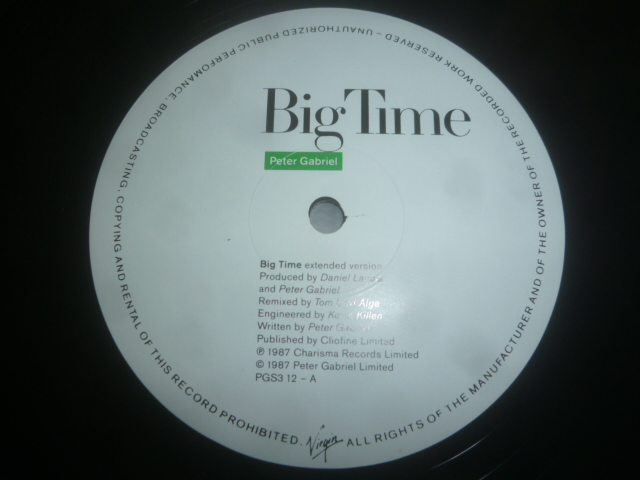 Big Time
Peter Gabriel
Big Time extended version
Produced by Daniel Lanois
and Peter Gabriel
Remixed by Tom Alge
Engineered by Killen
Written by Peter Gabriel
Published by Cliofine Limited
℗ 1987 Charisma Records Limited
© 1987 Peter Gabriel Limited
PGS3 12 – A
Virgin
ALL RIGHTS OF THE MANUFACTURER AND OF THE OWNER OF THE RECORDED WORK RESERVED – UNAUTHORIZED PUBLIC PERFOMANCE, BROADCASTING, COPYING AND RENTAL OF THIS RECORD PROHIBITED.